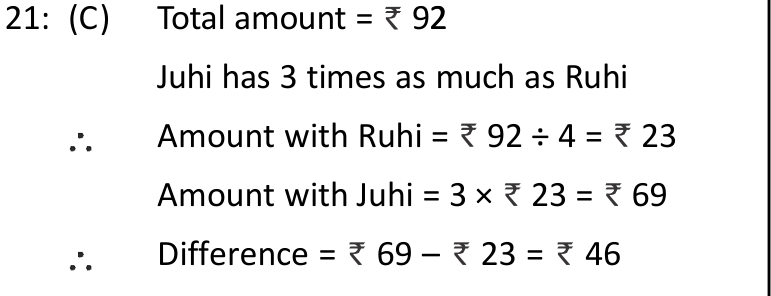 21: (C) Total amount = ₹ 92
Juhi has 3 times as much as Ruhi
∴ Amount with Ruhi = ₹ 92 ÷ 4 = ₹ 23
Amount with Juhi = 3 × ₹ 23 = ₹ 69
∴ Difference = ₹ 69 – ₹ 23 = ₹ 46